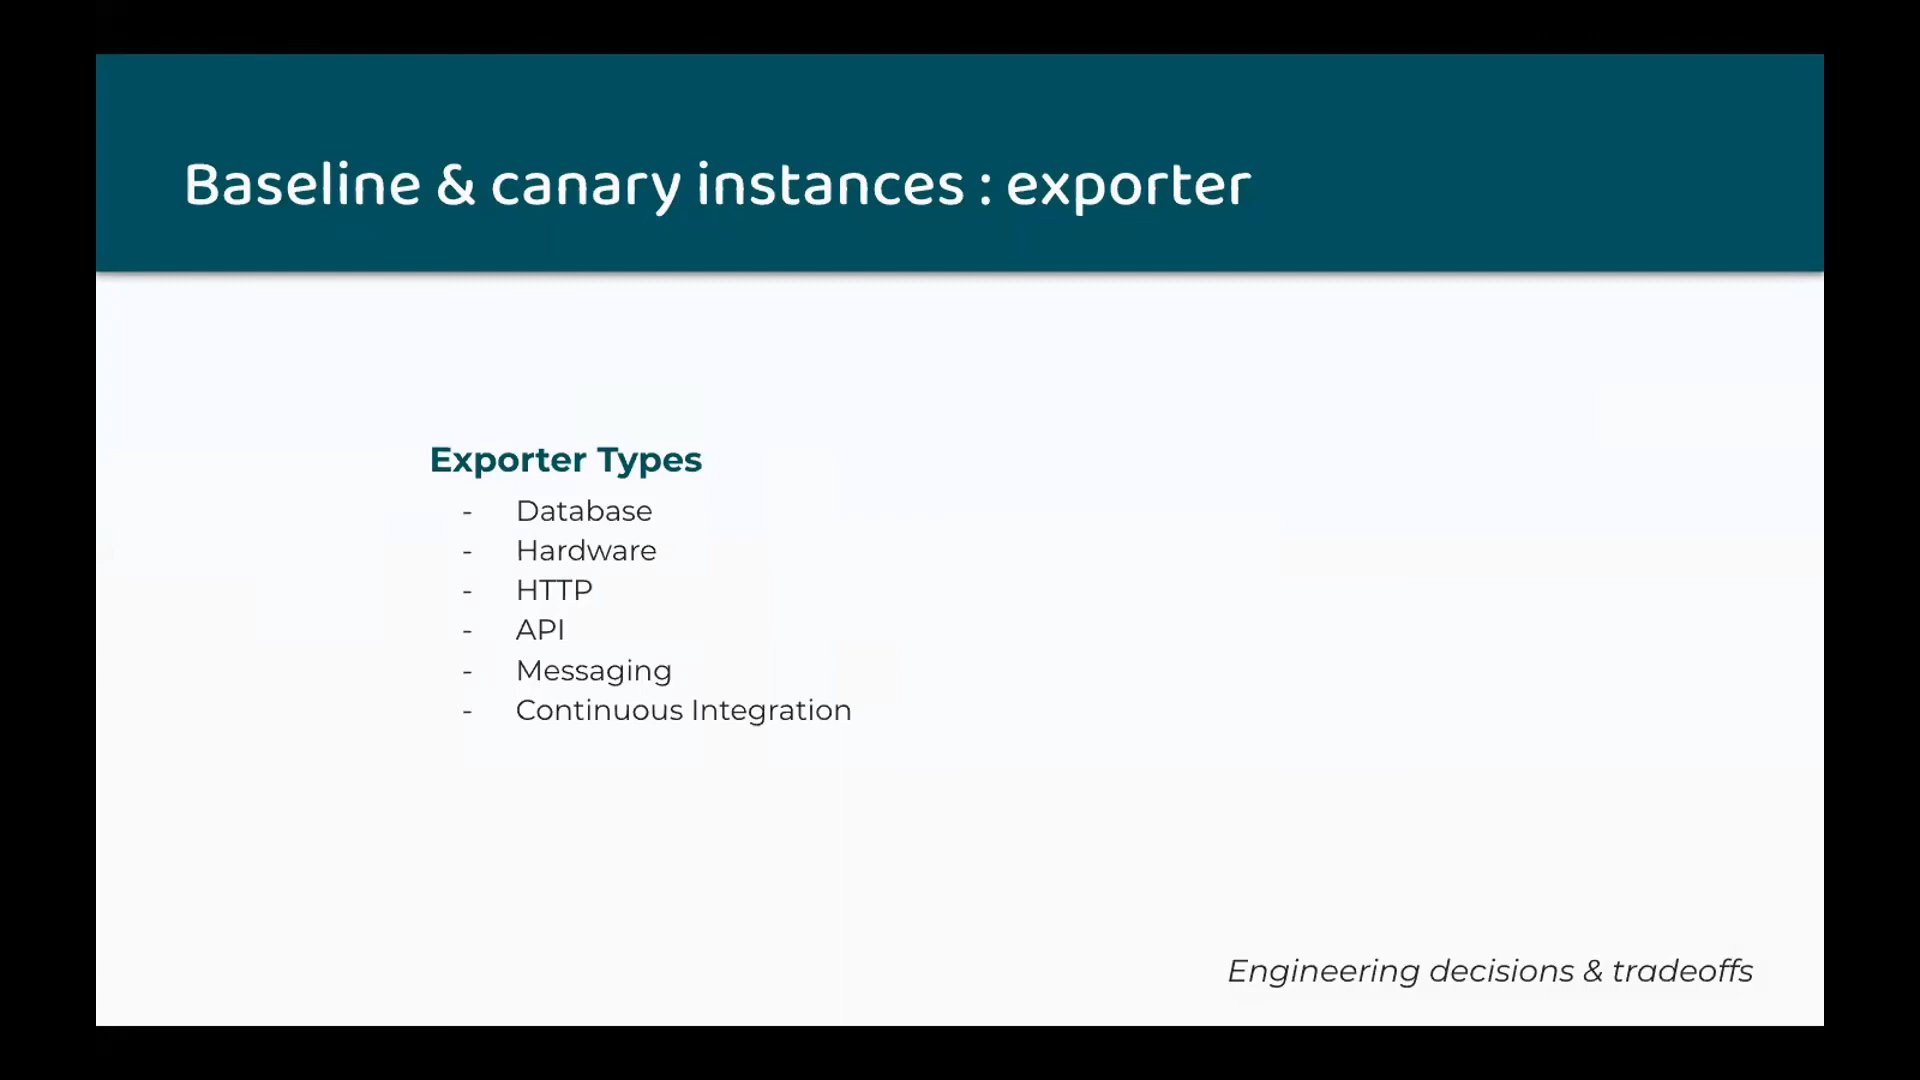 Baseline & canary instances : exporter
Exporter Types
- Database
- Hardware
- HTTP
- API
- Messaging
- Continuous Integration
Engineering decisions & tradeoffs